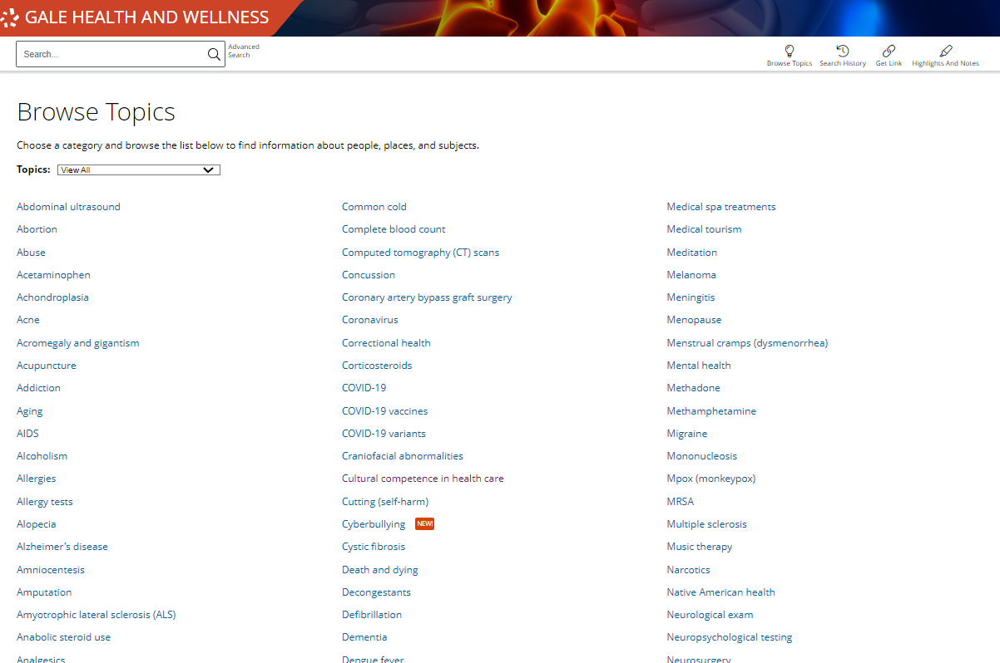 GALE HEALTH AND WELLNESS
Search...
Advanced
Search
Browse Topics
Search History
Get Link
Highlights And Notes
Browse Topics
Choose a category and browse the list below to find information about people, places, and subjects.
Topics: View All
Abdominal ultrasound
Abortion
Abuse
Acetaminophen
Achondroplasia
Acne
Acromegaly and gigantism
Acupuncture
Addiction
Aging
AIDS
Alcoholism
Allergies
Allergy tests
Alopecia
Alzheimer's disease
Amniocentesis
Amputation
Amyotrophic lateral sclerosis (ALS)
Anabolic steroid use
Analgesics
Common cold
Complete blood count
Computed tomography (CT) scans
Concussion
Coronary artery bypass graft surgery
Coronavirus
Correctional health
Corticosteroids
COVID-19
COVID-19 vaccines
COVID-19 variants
Craniofacial abnormalities
Cultural competence in health care
Cutting (self-harm)
Cyberbullying NEW!
Cystic fibrosis
Death and dying
Decongestants
Defibrillation
Dementia
Dengue fever
Medical spa treatments
Medical tourism
Meditation
Melanoma
Meningitis
Menopause
Menstrual cramps (dysmenorrhea)
Mental health
Methadone
Methamphetamine
Migraine
Mononucleosis
Mpox (monkeypox)
MRSA
Multiple sclerosis
Music therapy
Narcotics
Native American health
Neurological exam
Neuropsychological testing
Neurosurgery